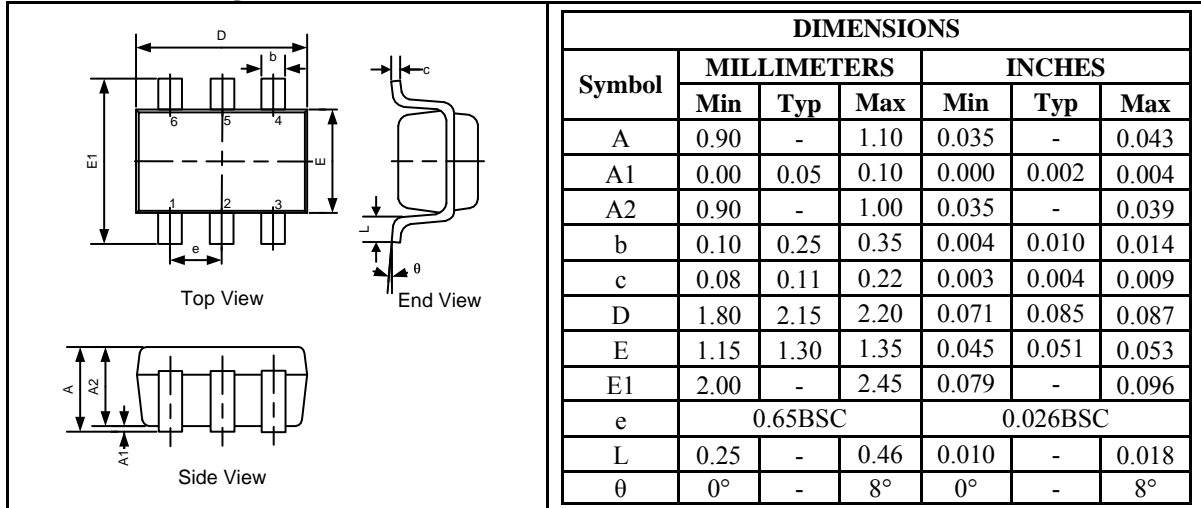 D
b
c
6 5 4
E1
E
1 2 3
L
e
θ
Top View
End View
A
A2
A1
Side View
DIMENSIONS
Symbol MILLIMETERS INCHES
Min Typ Max Min Typ Max
A 0.90 - 1.10 0.035 - 0.043
A1 0.00 0.05 0.10 0.000 0.002 0.004
A2 0.90 - 1.00 0.035 - 0.039
b 0.10 0.25 0.35 0.004 0.010 0.014
c 0.08 0.11 0.22 0.003 0.004 0.009
D 1.80 2.15 2.20 0.071 0.085 0.087
E 1.15 1.30 1.35 0.045 0.051 0.053
E1 2.00 - 2.45 0.079 - 0.096
e 0.65BSC 0.026BSC
L 0.25 - 0.46 0.010 - 0.018
θ 0° - 8° 0° - 8°